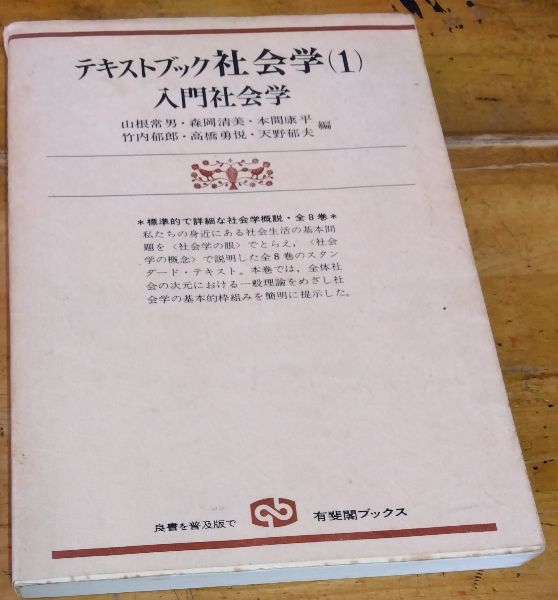 テキストブック社会学(1)
入門社会学
山根常男・森岡清美・本間康平
竹内郁郎・高橋勇悦・天野郁夫 編
*標準的で詳細な社会学概説・全8巻*
私たちの身近にある社会生活の基本問
題を〈社会学の眼〉でとらえ,〈社会
学の概念〉で説明した全8巻のスタン
ダード・テキスト。本巻では,全体社
会の次元における一般理論をめざし社
会学の基本的枠組みを簡明に提示した。
良書を普及版で 有斐閣ブックス